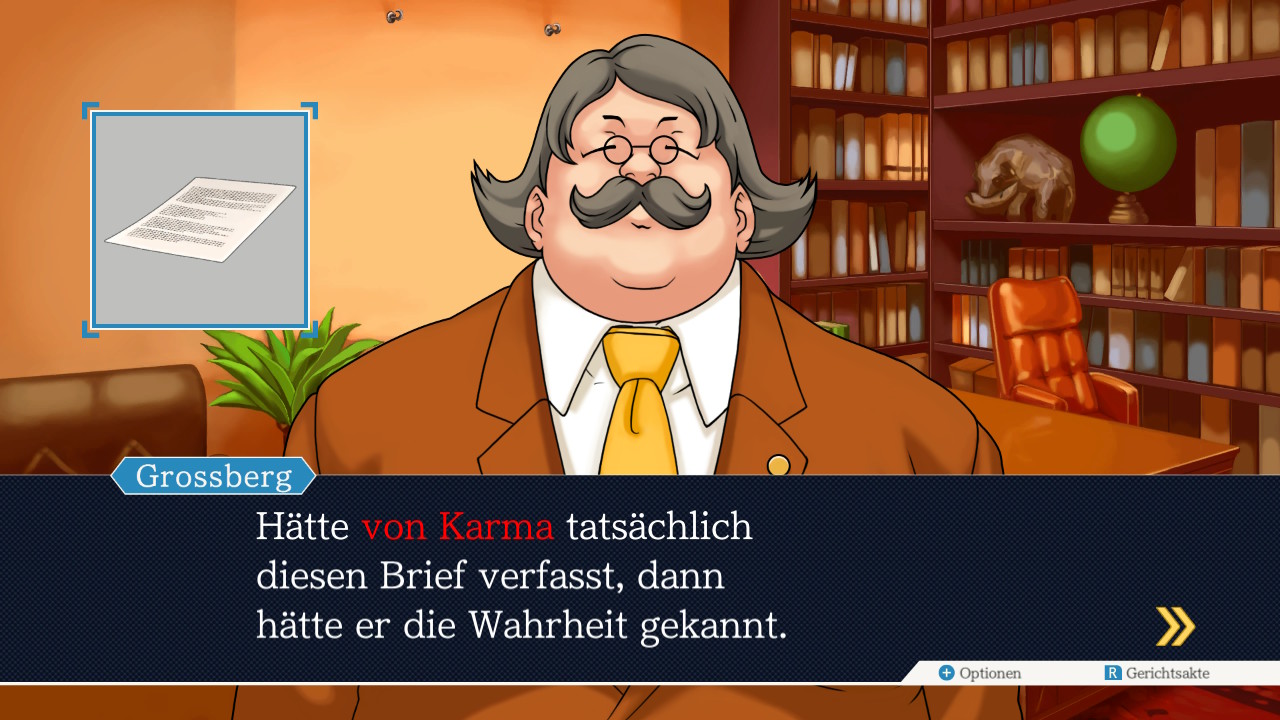 Grossberg
Hätte von Karma tatsächlich
diesen Brief verfasst, dann
hätte er die Wahrheit gekannt.
Optionen
R Gerichtsakte